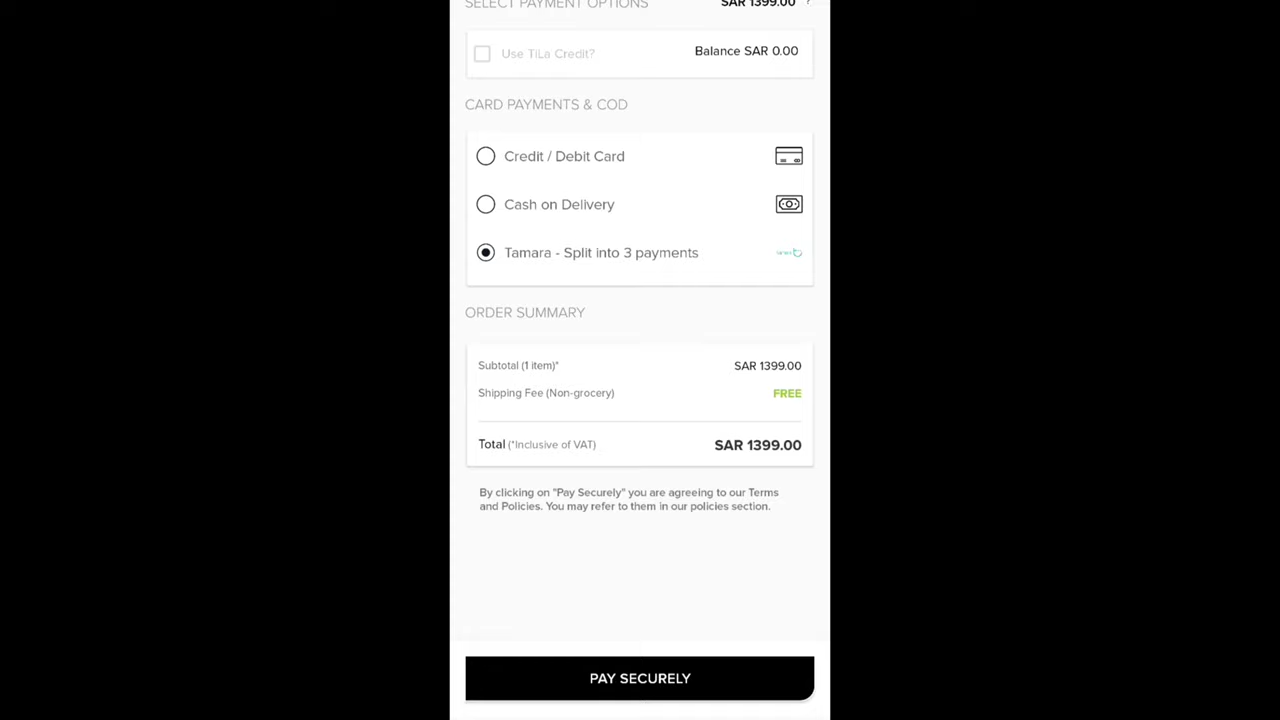 SELECT PAYMENT OPTIONS SAR 1399.00
Use TiLa Credit? Balance SAR 0.00
CARD PAYMENTS & COD
Credit / Debit Card
Cash on Delivery
Tamara - Split into 3 payments
ORDER SUMMARY
Subtotal (1 item)* SAR 1399.00
Shipping Fee (Non-grocery) FREE
Total (*Inclusive of VAT) SAR 1399.00
By clicking on "Pay Securely" you are agreeing to our Terms
and Policies. You may refer to them in our policies section.
PAY SECURELY